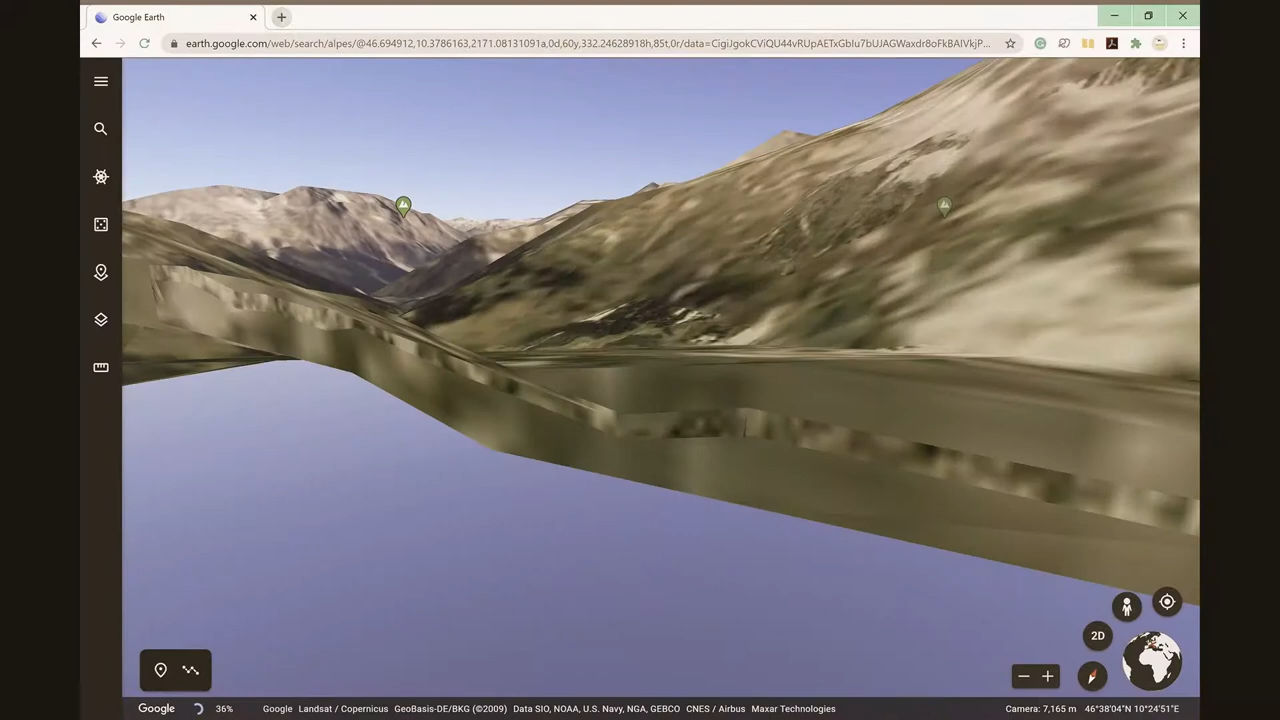 Google Earth
earth.google.com/web/search/alpes/@46.6949110,10.3786163,2171.08131091a,0d,60y,332.24628918h,85t,0r/data=CigiJgokCViQU44vRUpAETxGbIu7bUJAGWaxdr8oFkBAIVkjP...
2D
Google 36% Google Landsat / Copernicus GeoBasis-DE/BKG (©2009) Data SIO, NOAA, U.S. Navy, NGA, GEBCO CNES / Airbus Maxar Technologies Camera: 7,165 m 46°38'04"N 10°24'51"E